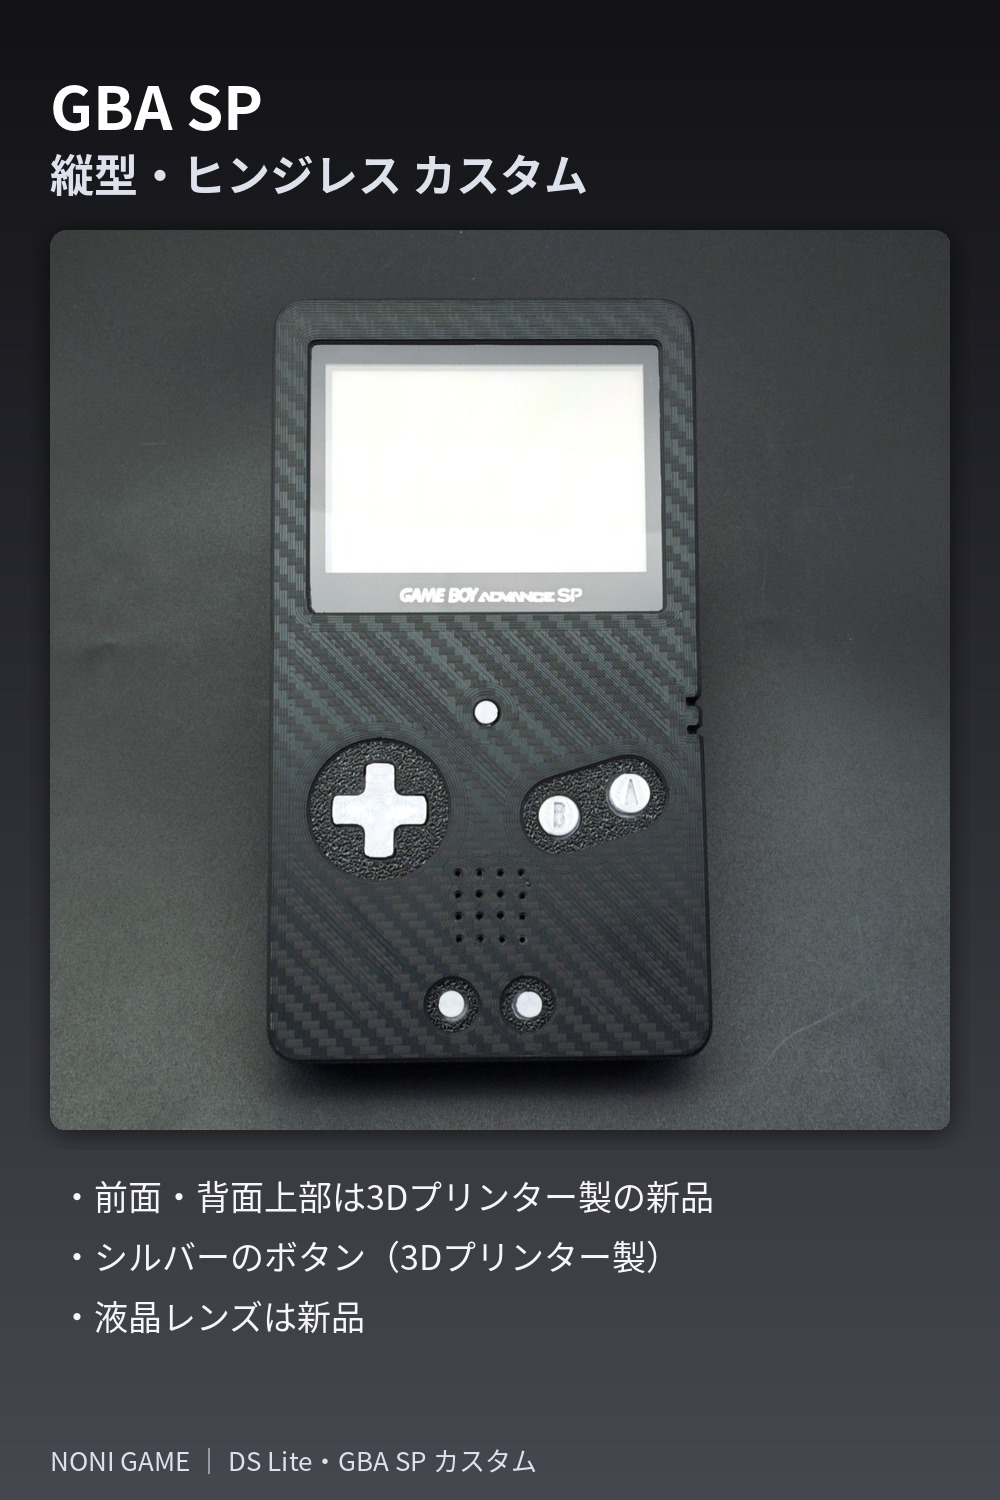 GBA SP
縦型・ヒンジレス カスタム
GAME BOY ADVANCE SP
B A
・前面・背面上部は3Dプリンター製の新品
・シルバーのボタン（3Dプリンター製）
・液晶レンズは新品
NONI GAME ｜ DS Lite・GBA SP カスタム